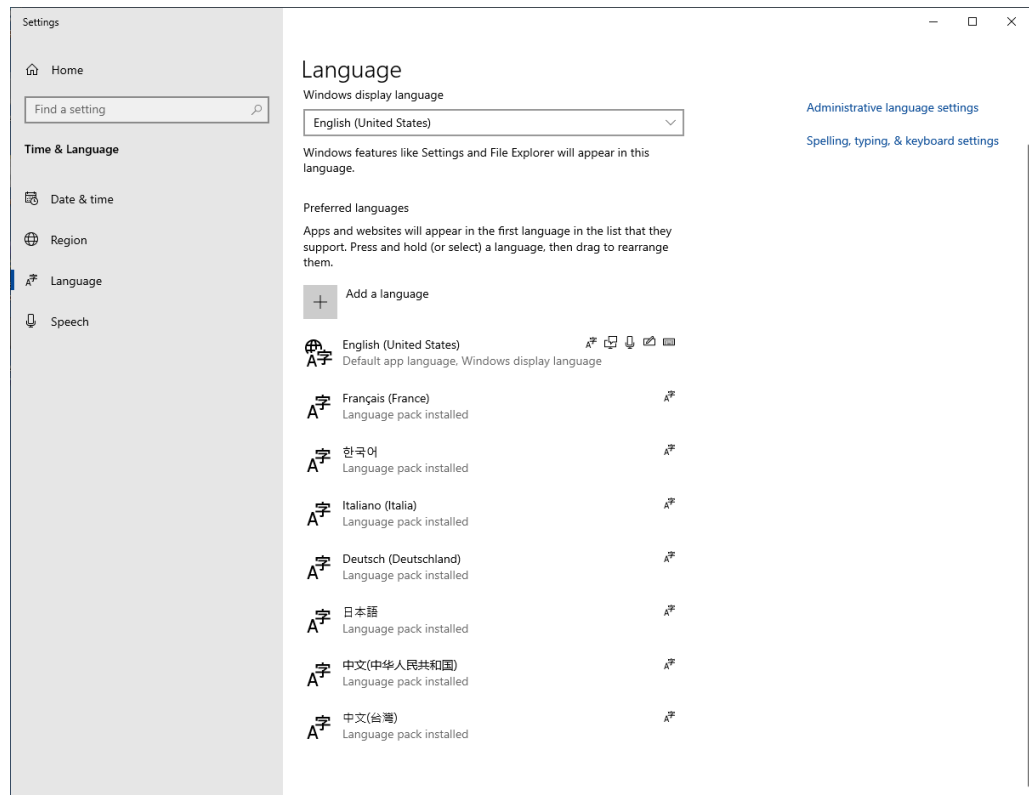 Settings
Home
Find a setting
Time & Language
Date & time
Region
Language
Speech
Language
Windows display language
English (United States)
Windows features like Settings and File Explorer will appear in this
language.
Preferred languages
Apps and websites will appear in the first language in the list that they
support. Press and hold (or select) a language, then drag to rearrange
them.
Add a language
English (United States)
Default app language, Windows display language
Français (France)
Language pack installed
한국어
Language pack installed
Italiano (Italia)
Language pack installed
Deutsch (Deutschland)
Language pack installed
日本語
Language pack installed
中文(中华人民共和国)
Language pack installed
中文(台灣)
Language pack installed
Administrative language settings
Spelling, typing, & keyboard settings